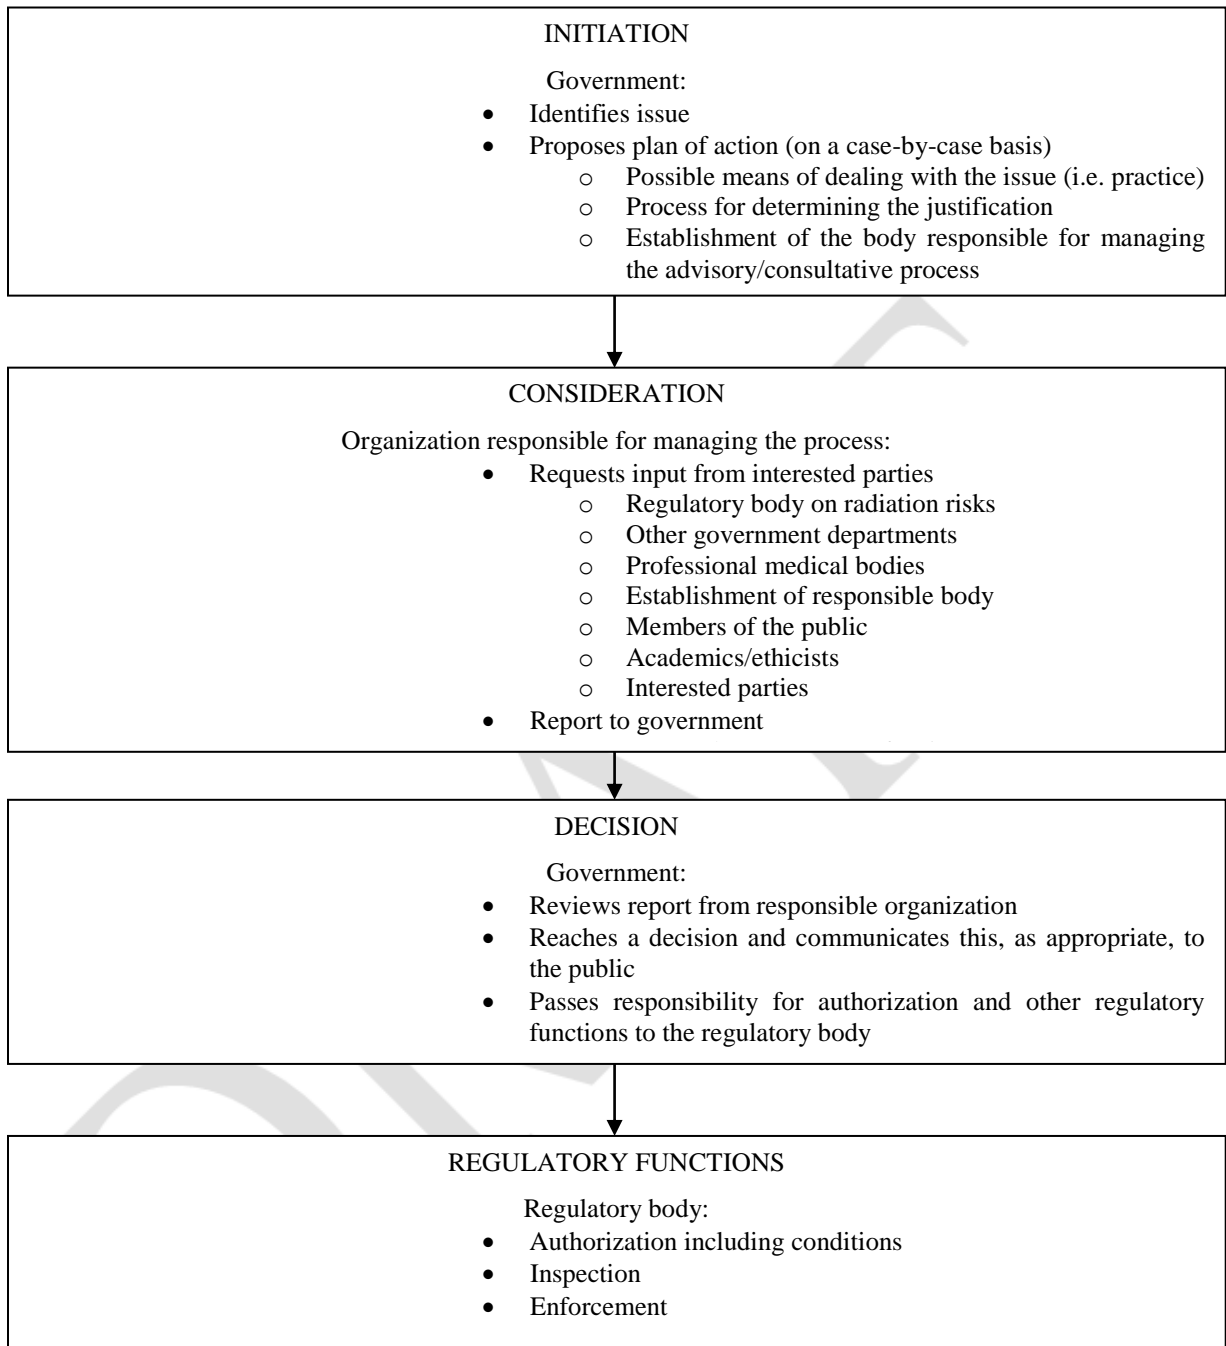 INITIATION
Government:
• Identifies issue
• Proposes plan of action (on a case-by-case basis)
o Possible means of dealing with the issue (i.e. practice)
o Process for determining the justification
o Establishment of the body responsible for managing
the advisory/consultative process
CONSIDERATION
Organization responsible for managing the process:
• Requests input from interested parties
o Regulatory body on radiation risks
o Other government departments
o Professional medical bodies
o Establishment of responsible body
o Members of the public
o Academics/ethicists
o Interested parties
• Report to government
DECISION
Government:
• Reviews report from responsible organization
• Reaches a decision and communicates this, as appropriate, to
the public
• Passes responsibility for authorization and other regulatory
functions to the regulatory body
REGULATORY FUNCTIONS
Regulatory body:
• Authorization including conditions
• Inspection
• Enforcement